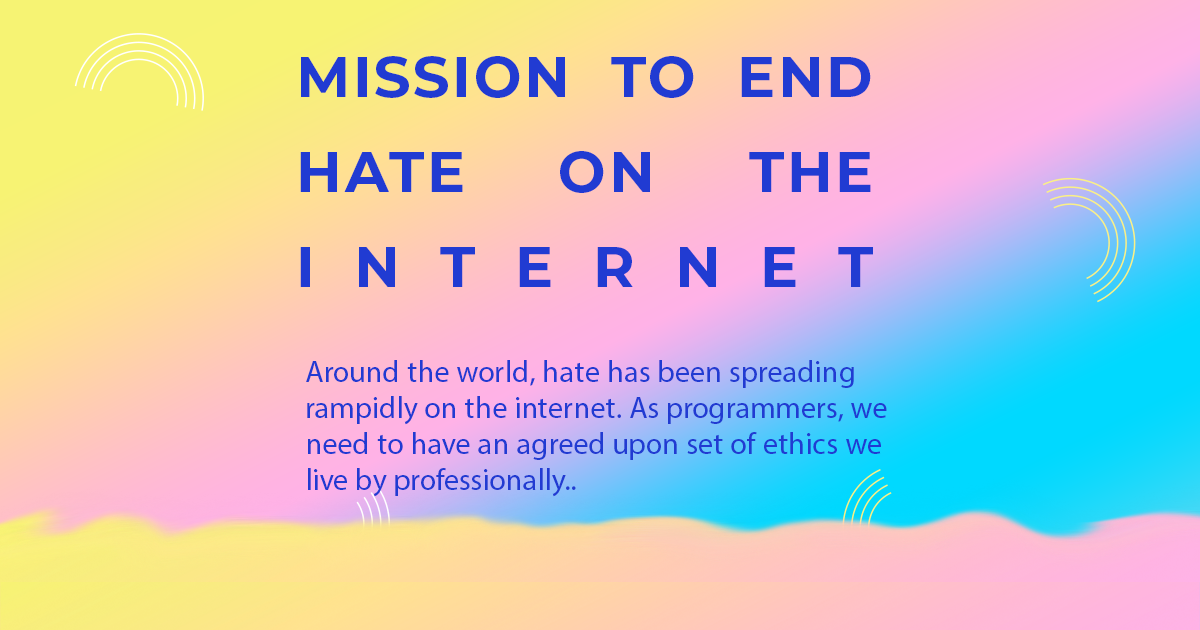 MISSION TO END
HATE ON THE
INTERNET
Around the world, hate has been spreading
rampidly on the internet. As programmers, we
need to have an agreed upon set of ethics we
live by professionally..